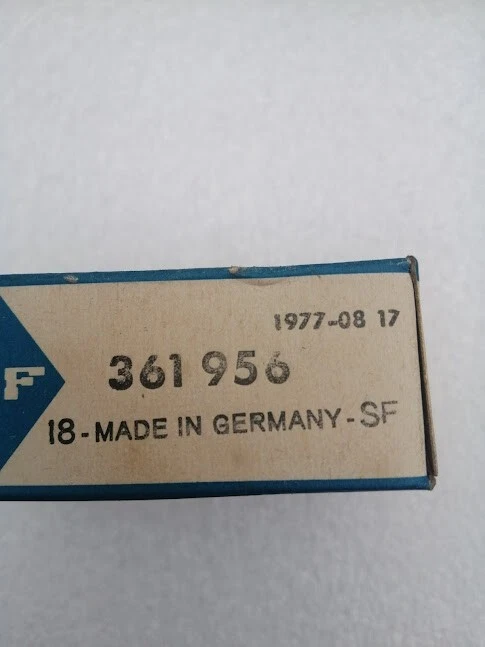 1977-08 17
F
361 956
18-MADE IN GERMANY-SF